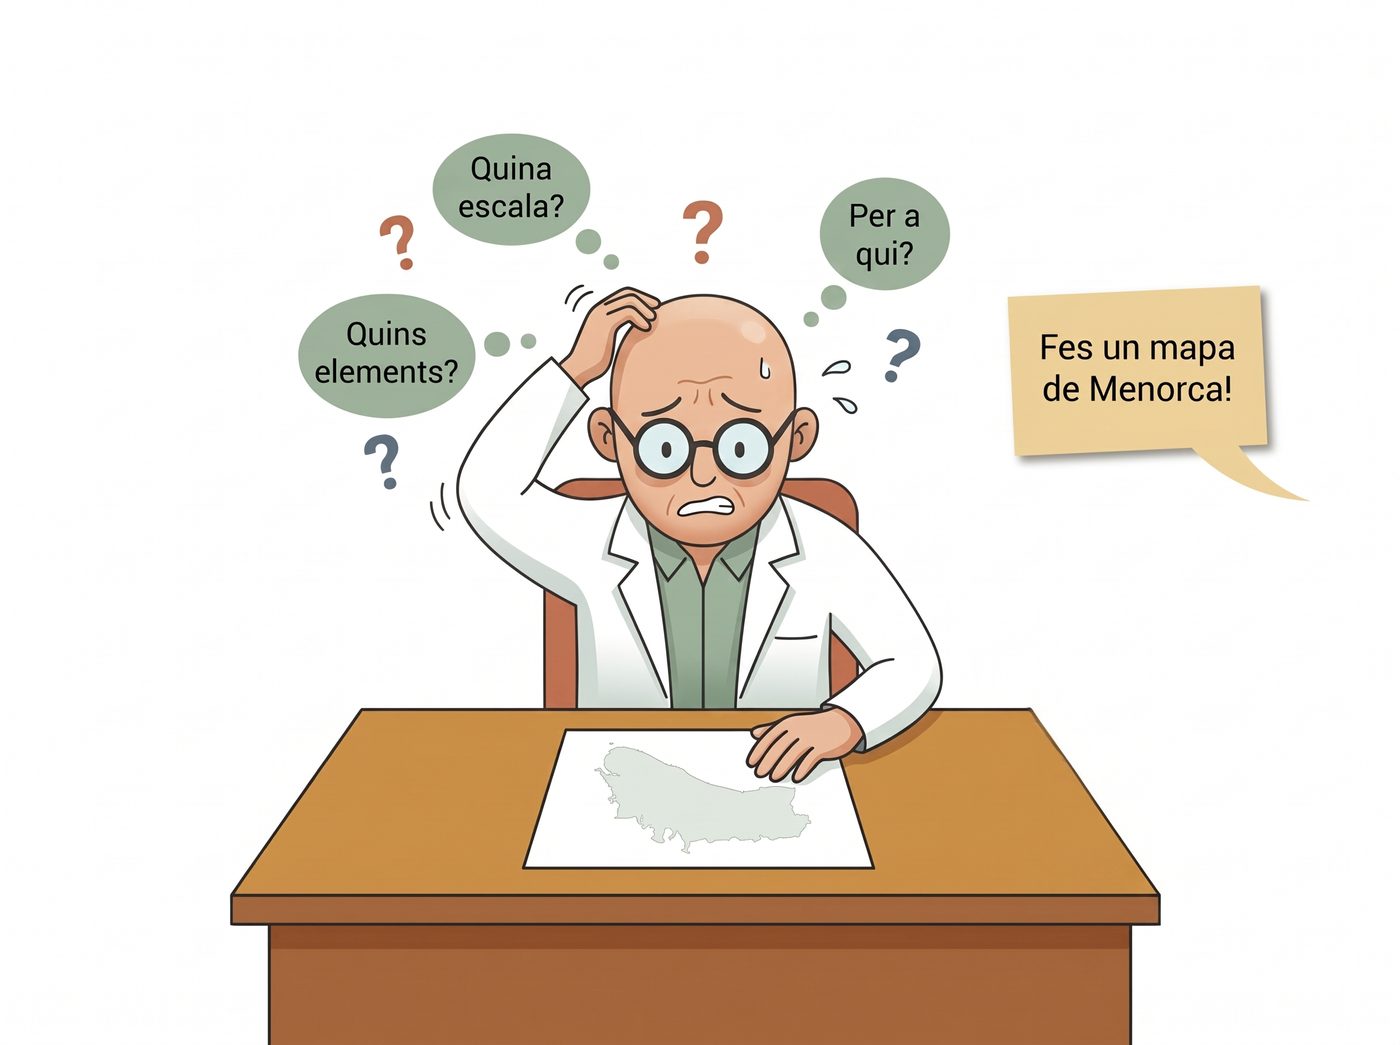 Quina
escala?
Per a
qui?
Quins
elements?
Fes un mapa
de Menorca!
?
?
?
?